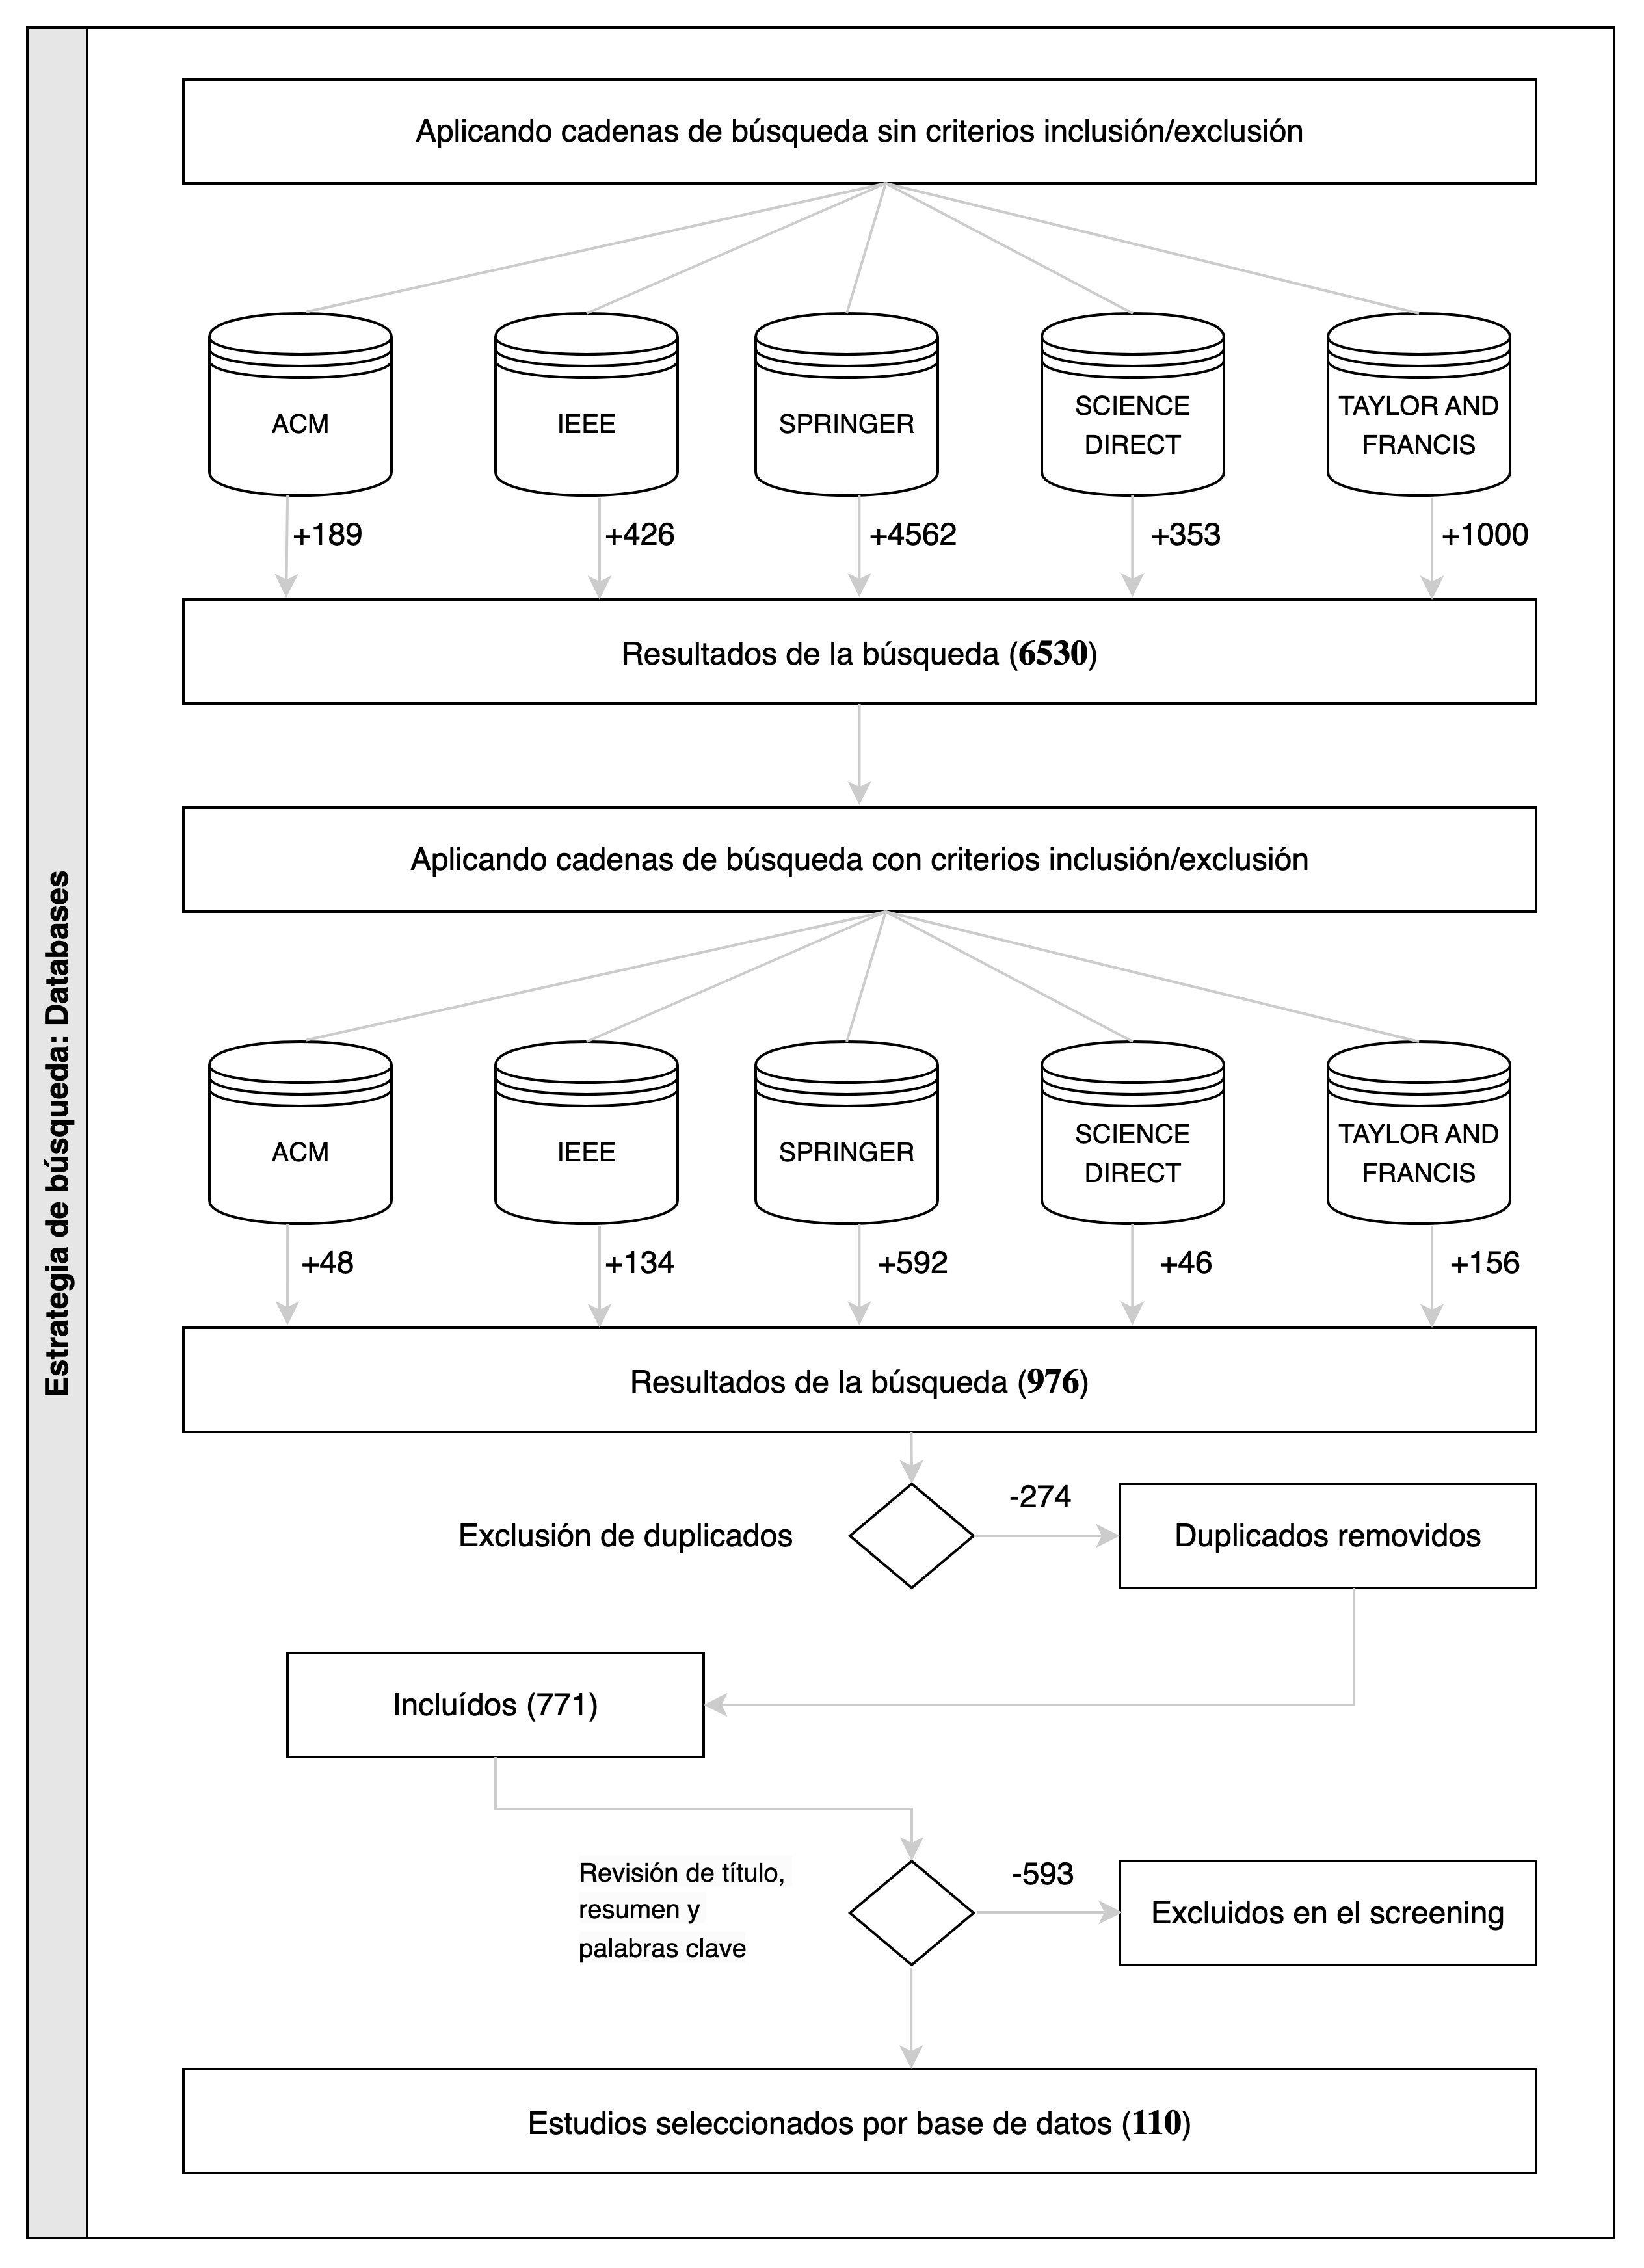 Estrategia de búsqueda: Databases
Aplicando cadenas de búsqueda sin criterios inclusión/exclusión
ACM
IEEE
SPRINGER
SCIENCE
DIRECT
TAYLOR AND
FRANCIS
+189
+426
+4562
+353
+1000
Resultados de la búsqueda (6530)
Aplicando cadenas de búsqueda con criterios inclusión/exclusión
ACM
IEEE
SPRINGER
SCIENCE
DIRECT
TAYLOR AND
FRANCIS
+48
+134
+592
+46
+156
Resultados de la búsqueda (976)
Exclusión de duplicados
-274
Duplicados removidos
Incluídos (771)
Revisión de título,
resumen y
palabras clave
-593
Excluidos en el screening
Estudios seleccionados por base de datos (110)